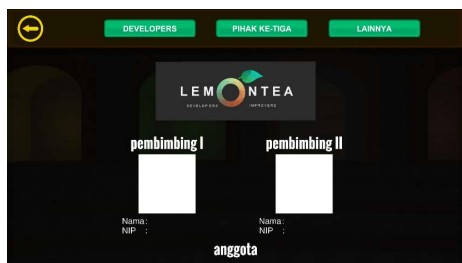 DEVELOPERS PIHAK KE-TIGA LAINNYA
LEMONTEA
DEVELOPERS IMPROVERS
pembimbing I pembimbing II
Nama: Nama:
NIP : NIP :
anggota